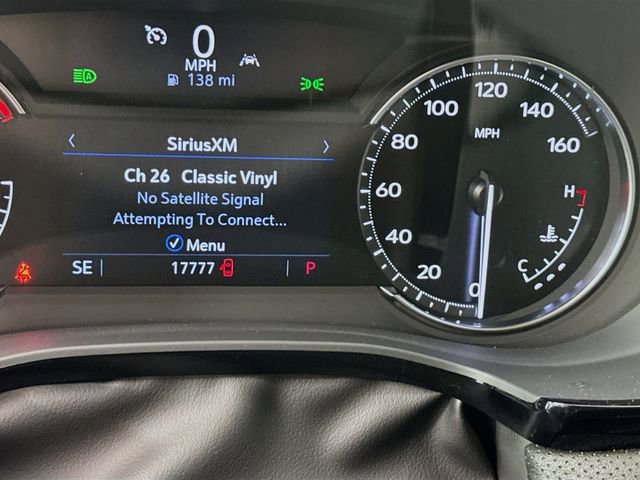 0
MPH
138 mi
SiriusXM
Ch 26 Classic Vinyl
No Satellite Signal
Attempting To Connect...
Menu
SE 17777 P
0
20
40
60
80
100
120
140
160
MPH
H
C